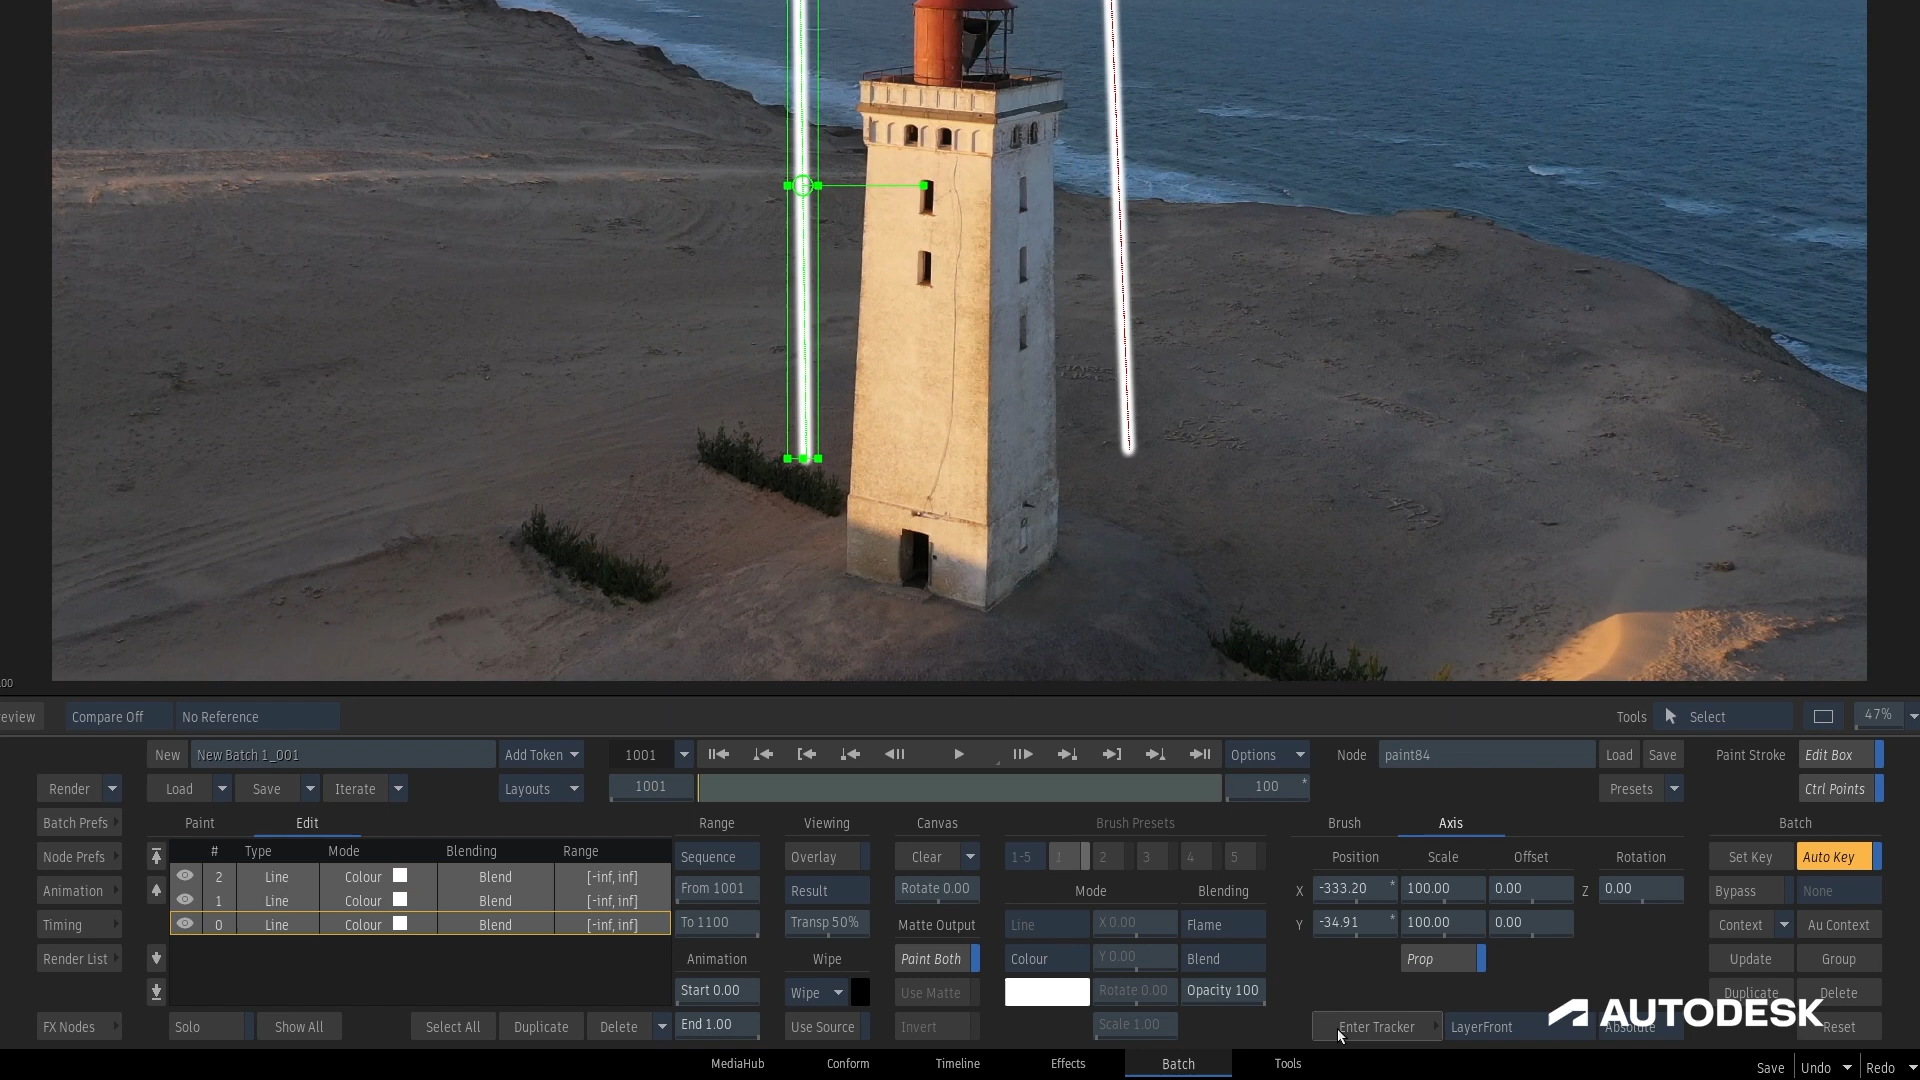 .00
eview Compare Off No Reference Tools Select 47%
New New Batch 1_001 Add Token 1001 Options Node paint84 Load Save Paint Stroke Edit Box
Render Load Save Iterate Layouts 1001 100 Presets Ctrl Points
Batch Prefs Paint Edit Range Viewing Canvas Brush Presets Brush Axis Batch
Node Prefs # Type Mode Blending Range Sequence Overlay Clear 1-5 1 2 3 4 5 Position Scale Offset Rotation Set Key Auto Key
Animation 2 Line Colour Blend [-inf, inf] From 1001 Result Rotate 0.00 Mode Blending X -333.20 100.00 0.00 Z 0.00 Bypass None
1 Line Colour Blend [-inf, inf]
Timing 0 Line Colour Blend [-inf, inf] To 1100 Transp 50% Matte Output Line X 0.00 Flame Y -34.91 100.00 0.00 Context Au Context
Render List Animation Wipe Paint Both Colour Y 0.00 Blend Prop Update Group
Start 0.00 Wipe Use Matte Rotate 0.00 Opacity 100 Duplicate Delete
AUTODESK
FX Nodes Solo Show All Select All Duplicate Delete End 1.00 Use Source Invert Scale 1.00 Enter Tracker LayerFront Absolute Reset
MediaHub Conform Timeline Effects Batch Tools Save Undo Redo